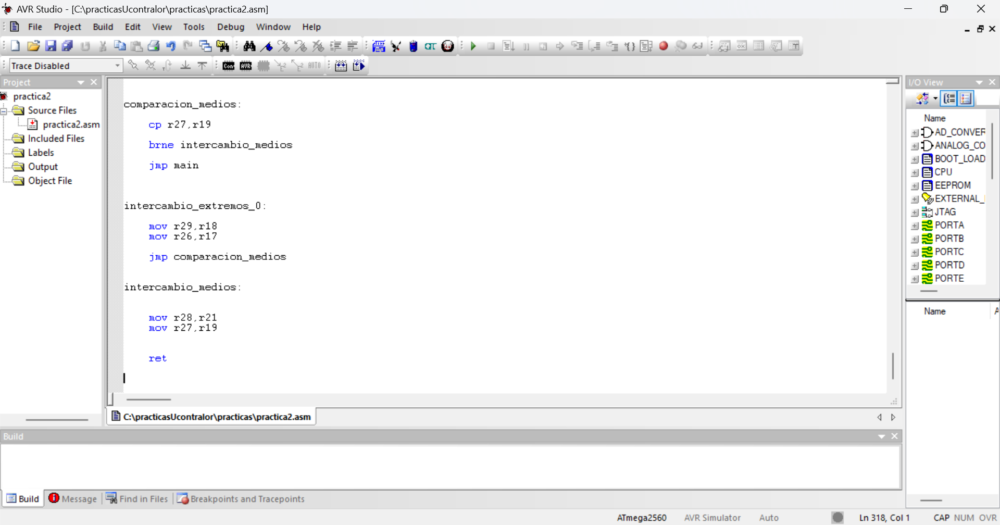 AVR Studio - [C:\practicasUcontralor\practicas\practica2.asm]
File Project Build Edit View Tools Debug Window Help
Trace Disabled
Con AVR AUTO
Project
practica2
Source Files
practica2.asm
Included Files
Labels
Output
Object File
comparacion_medios:
cp r27,r19
brne intercambio_medios
jmp main
intercambio_extremos_0:
mov r29,r18
mov r26,r17
jmp comparacion_medios
intercambio_medios:
mov r28,r21
mov r27,r19
ret
C:\practicasUcontralor\practicas\practica2.asm
I/O View
Name
AD_CONVER
ANALOG_CO
BOOT_LOAD
CPU
EEPROM
EXTERNAL_
JTAG
PORTA
PORTB
PORTC
PORTD
PORTE
Name A
Build
Build Message Find in Files Breakpoints and Tracepoints
ATmega2560 AVR Simulator Auto Ln 318, Col 1 CAP NUM OVR